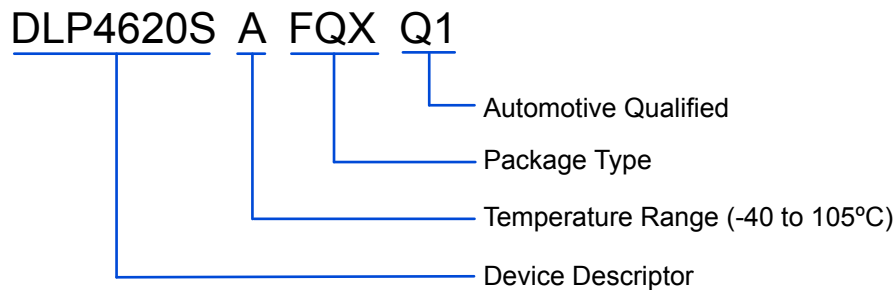 DLP4620S A FQX Q1
Automotive Qualified
Package Type
Temperature Range (-40 to 105ºC)
Device Descriptor